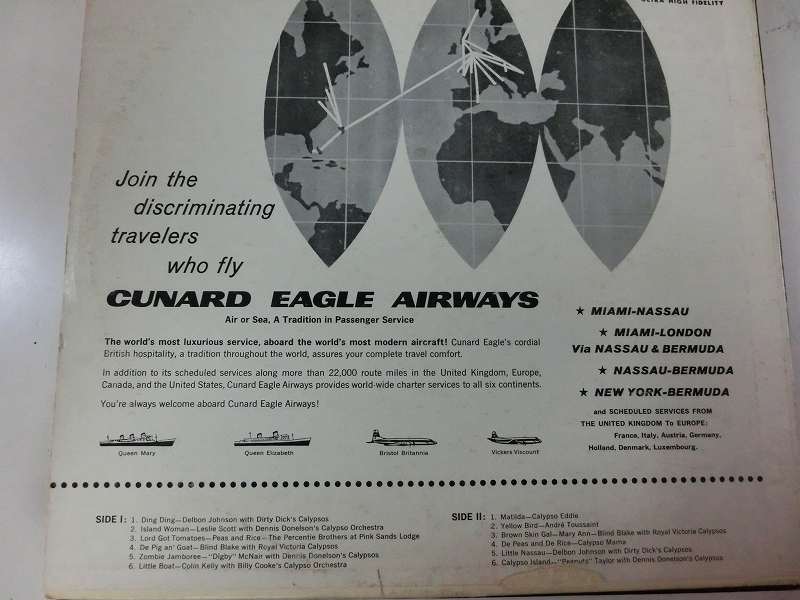 ULTRA HIGH FIDELITY
Join the
discriminating
travelers
who fly
CUNARD EAGLE AIRWAYS
Air or Sea, A Tradition in Passenger Service
The world's most luxurious service, aboard the world's most modern aircraft! Cunard Eagle's cordial
British hospitality, a tradition throughout the world, assures your complete travel comfort.
In addition to its scheduled services along more than 22,000 route miles in the United Kingdom, Europe,
Canada, and the United States, Cunard Eagle Airways provides world-wide charter services to all six continents.
You're always welcome aboard Cunard Eagle Airways!
★ MIAMI-NASSAU
★ MIAMI-LONDON
Via NASSAU & BERMUDA
★ NASSAU-BERMUDA
★ NEW YORK-BERMUDA
and SCHEDULED SERVICES FROM
THE UNITED KINGDOM To EUROPE:
France, Italy, Austria, Germany,
Holland, Denmark, Luxembourg.
Queen Mary
Queen Elizabeth
Bristol Britannia
Vickers Viscount
SIDE I: 1. Ding Ding—Delbon Johnson with Dirty Dick's Calypsos
2. Island Woman—Leslie Scott with Dennis Donelson's Calypso Orchestra
3. Lord Got Tomatoes—Peas and Rice—The Percentie Brothers at Pink Sands Lodge
4. De Pig an' Goat—Blind Blake with Royal Victoria Calypsos
5. Zombie Jamboree—"Digby" McNair with Dennis Donelson's Calypsos
6. Little Boat—Colin Kelly with Billy Cooke's Calypso Orchestra
SIDE II: 1. Matilda—Calypso Eddie
2. Yellow Bird—André Toussaint
3. Brown Skin Gal—Mary Ann—Blind Blake with Royal Victoria Calypsos
4. De Peas and De Rice—Calypso Mama
5. Little Nassau—Delbon Johnson with Dirty Dick's Calypsos
6. Calypso Island—"Peanuts" Taylor with Dennis Donelson's Calypsos